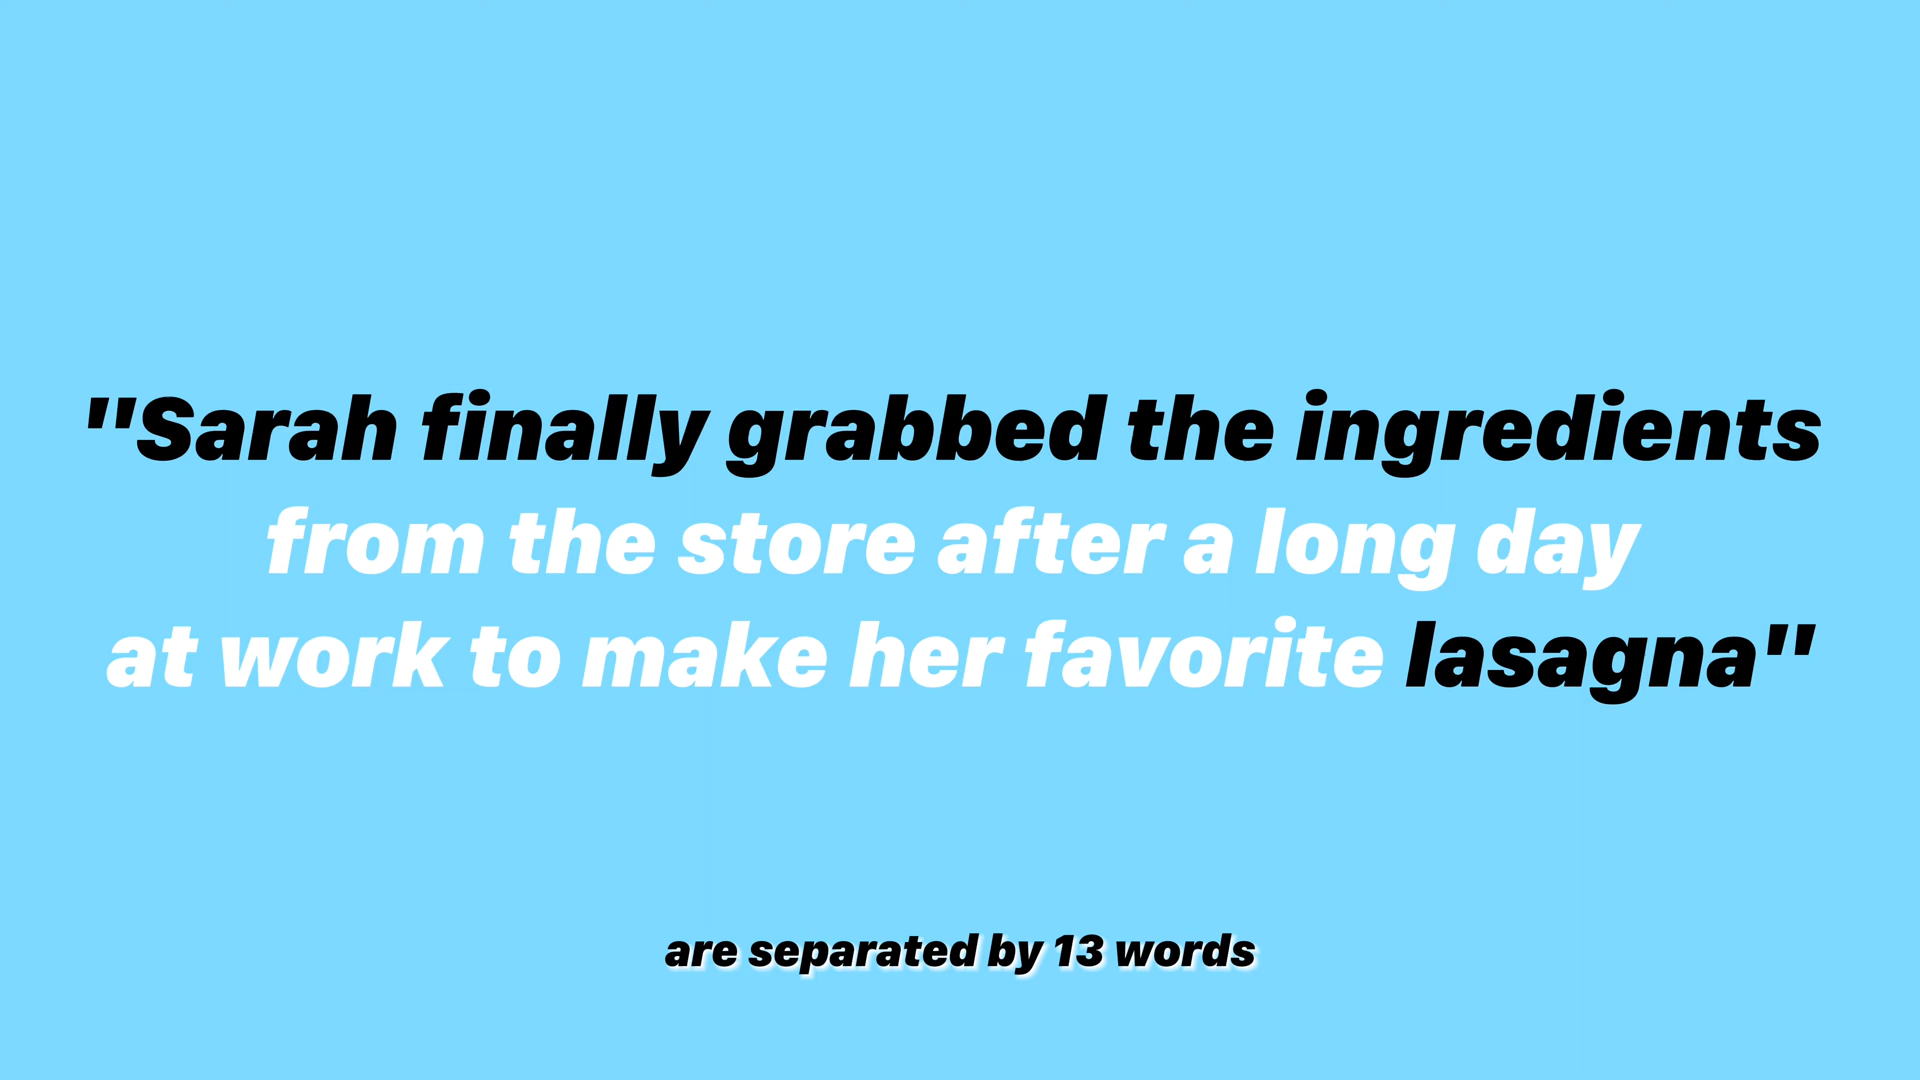 "Sarah finally grabbed the ingredients
from the store after a long day
at work to make her favorite lasagna"
are separated by 13 words